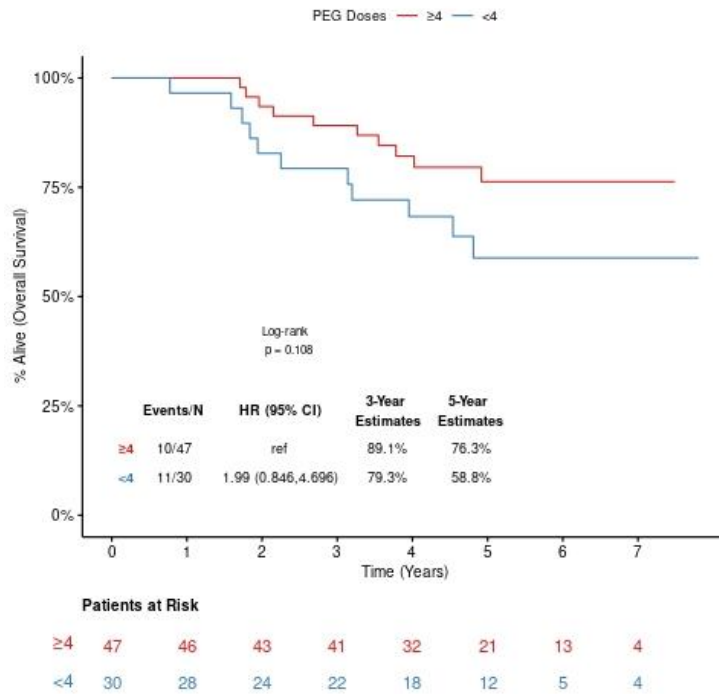 PEG Doses ≥4 <4
100%
75%
50%
25%
0%
% Alive (Overall Survival)
Log-rank
p = 0.108
Events/N HR (95% CI) 3-Year Estimates 5-Year Estimates
≥4 10/47 ref 89.1% 76.3%
<4 11/30 1.99 (0.846,4.696) 79.3% 58.8%
0 1 2 3 4 5 6 7
Time (Years)
Patients at Risk
≥4 47 46 43 41 32 21 13 4
<4 30 28 24 22 18 12 5 4